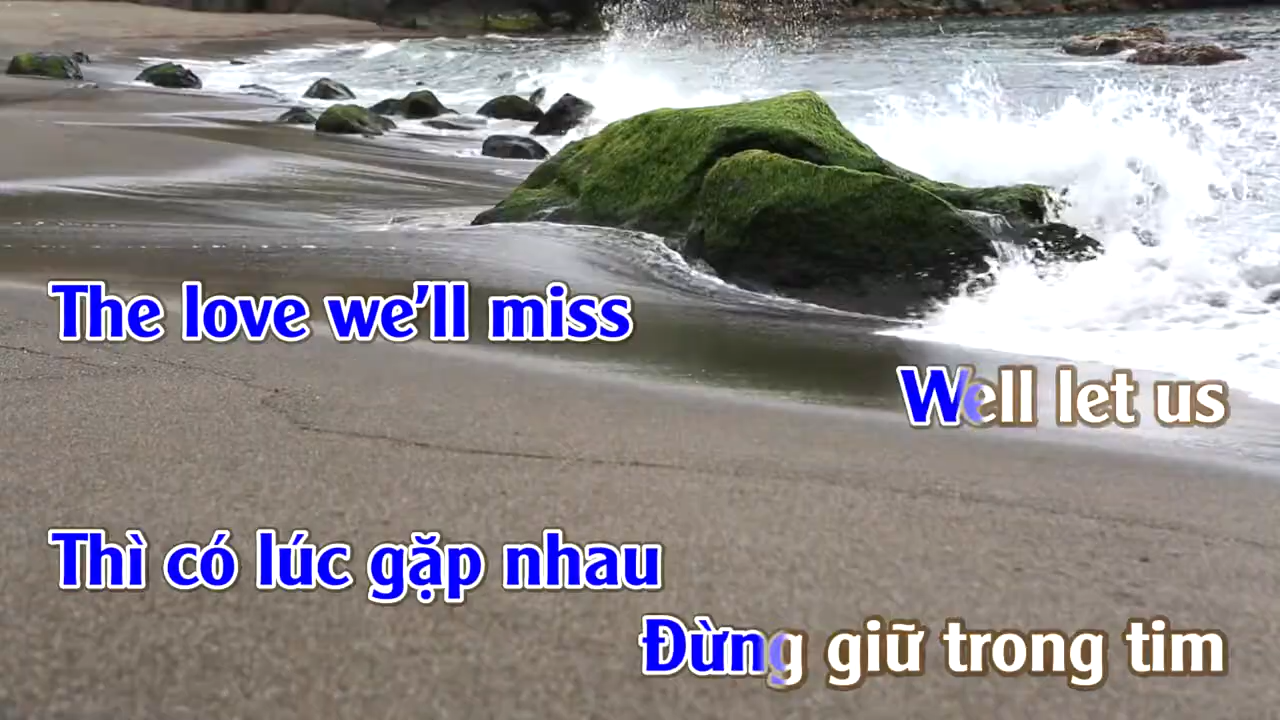 The love we’ll miss
Well let us
Thì có lúc gặp nhau
Đừng giữ trong tim